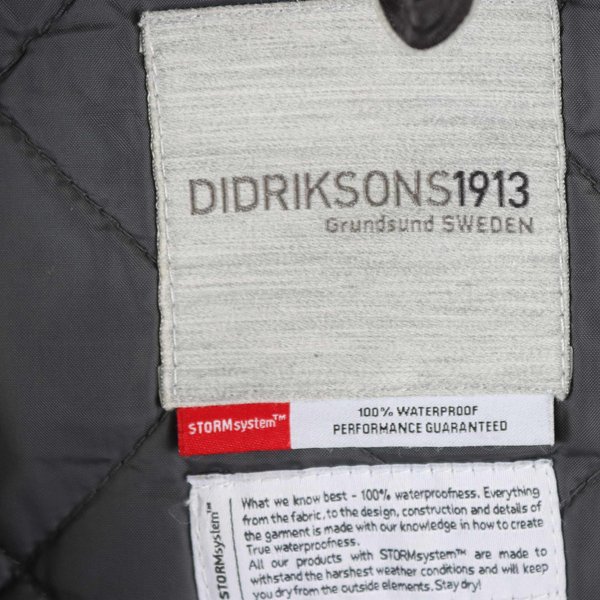 DIDRIKSONS1913
Grundsund SWEDEN
STORMsystem™ 100% WATERPROOF
PERFORMANCE GUARANTEED
STORMsystem™
What we know best - 100% waterproofness. Everything
from the fabric, to the design, construction and details of
the garment is made with our knowledge in how to create
True waterproofness.
All our products with STORMsystem™ are made to
withstand the harshest weather conditions and will keep
you dry from the outside elements. Stay dry!